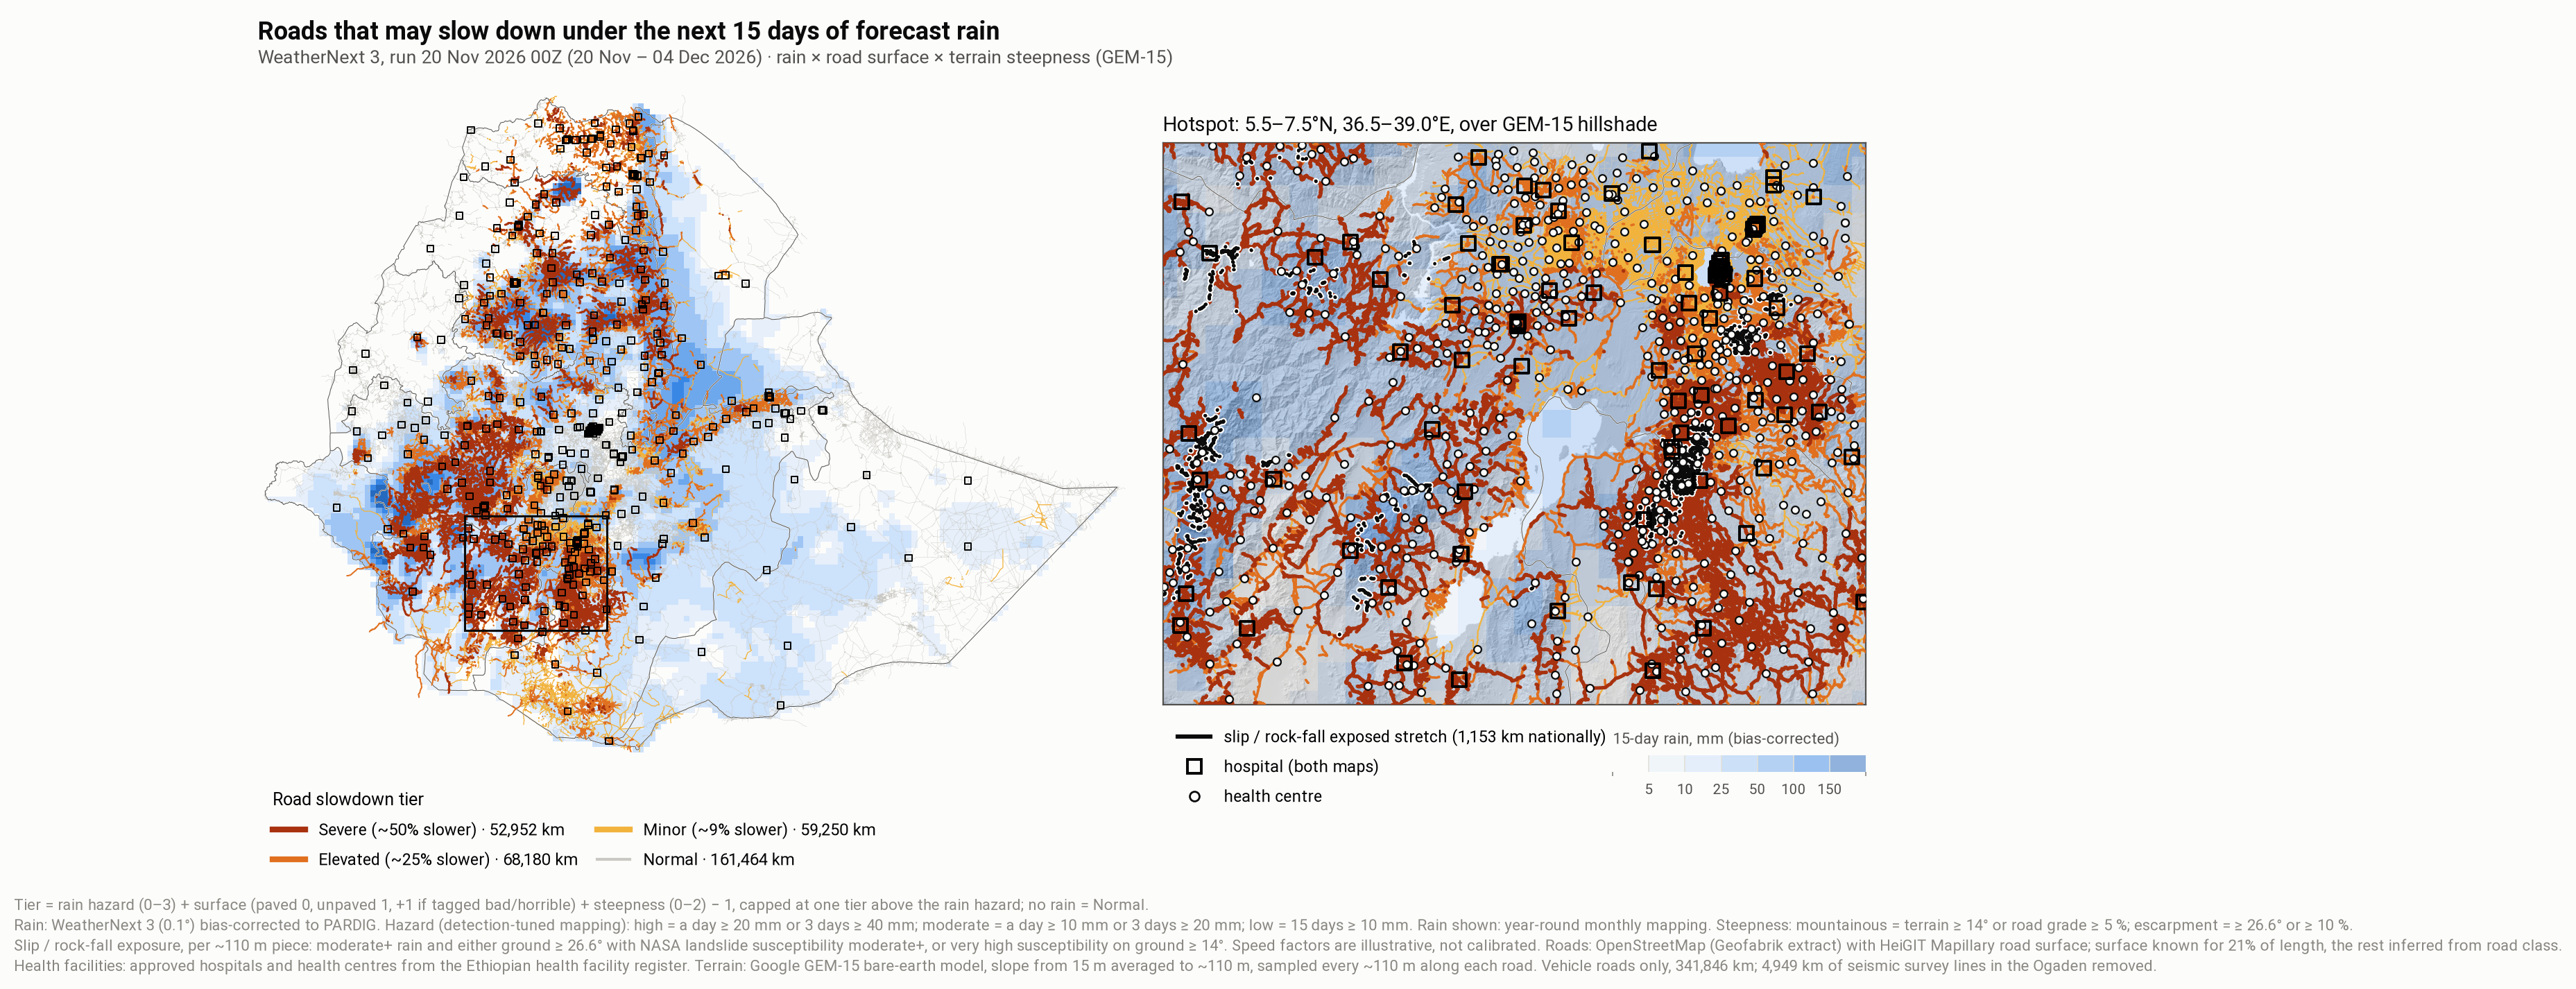 Roads that may slow down under the next 15 days of forecast rain
WeatherNext 3, run 20 Nov 2026 00Z (20 Nov – 04 Dec 2026) · rain × road surface × terrain steepness (GEM-15)
Hotspot: 5.5–7.5°N, 36.5–39.0°E, over GEM-15 hillshade
slip / rock-fall exposed stretch (1,153 km nationally)
hospital (both maps)
health centre
15-day rain, mm (bias-corrected)
5 10 25 50 100 150
Road slowdown tier
Severe (~50% slower) · 52,952 km
Minor (~9% slower) · 59,250 km
Elevated (~25% slower) · 68,180 km
Normal · 161,464 km
Tier = rain hazard (0–3) + surface (paved 0, unpaved 1, +1 if tagged bad/horrible) + steepness (0–2) − 1, capped at one tier above the rain hazard; no rain = Normal.
Rain: WeatherNext 3 (0.1°) bias-corrected to PARDIG. Hazard (detection-tuned mapping): high = a day ≥ 20 mm or 3 days ≥ 40 mm; moderate = a day ≥ 10 mm or 3 days ≥ 20 mm; low = 15 days ≥ 10 mm. Rain shown: year-round monthly mapping. Steepness: mountainous = terrain ≥ 14° or road grade ≥ 5 %; escarpment = ≥ 26.6° or ≥ 10 %.
Slip / rock-fall exposure, per ~110 m piece: moderate+ rain and either ground ≥ 26.6° with NASA landslide susceptibility moderate+, or very high susceptibility on ground ≥ 14°. Speed factors are illustrative, not calibrated. Roads: OpenStreetMap (Geofabrik extract) with HeiGIT Mapillary road surface; surface known for 21% of length, the rest inferred from road class.
Health facilities: approved hospitals and health centres from the Ethiopian health facility register. Terrain: Google GEM-15 bare-earth model, slope from 15 m averaged to ~110 m, sampled every ~110 m along each road. Vehicle roads only, 341,846 km; 4,949 km of seismic survey lines in the Ogaden removed.